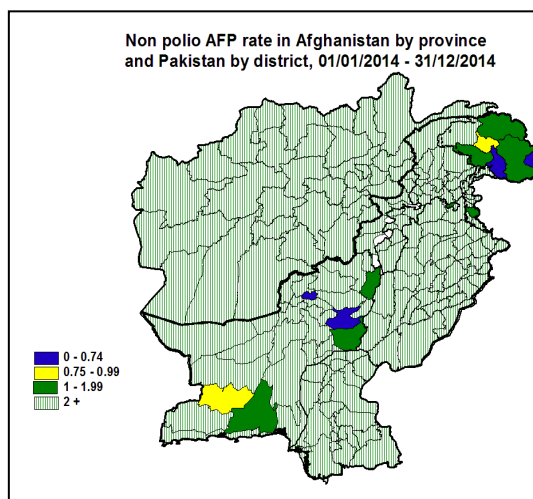 Non polio AFP rate in Afghanistan by province
and Pakistan by district, 01/01/2014 - 31/12/2014
0 - 0.74
0.75 - 0.99
1 - 1.99
2 +